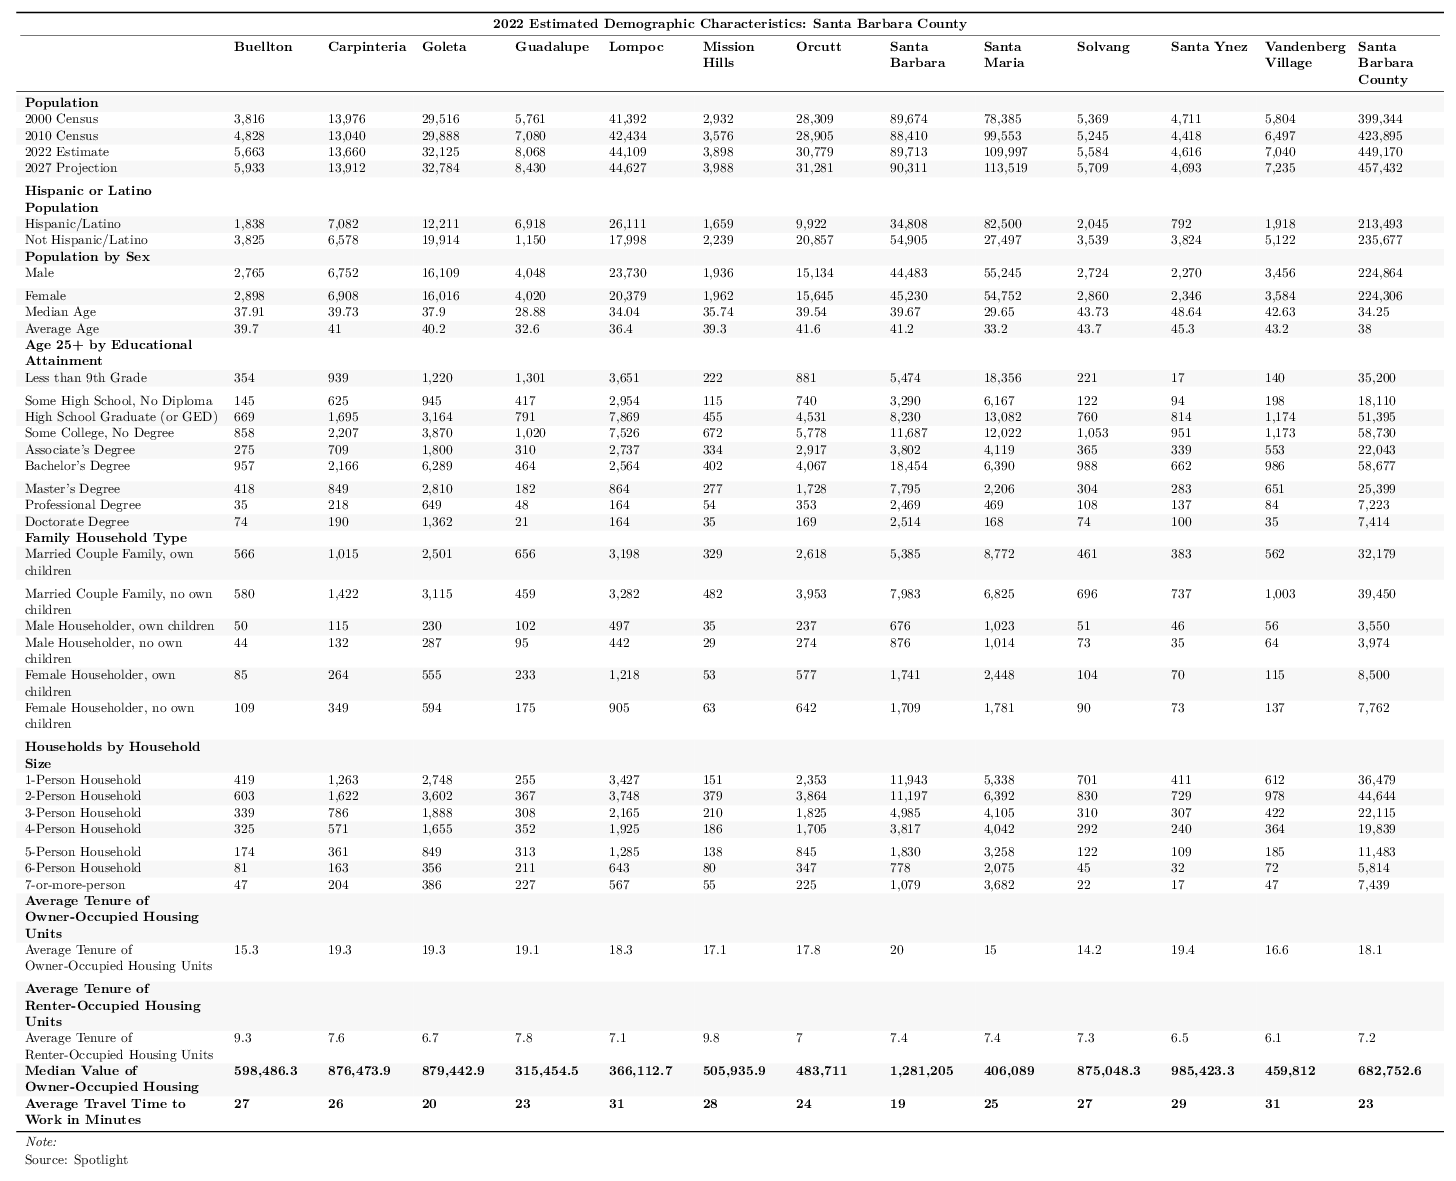 2022 Estimated Demographic Characteristics: Santa Barbara County
Buellton Carpinteria Goleta Guadalupe Lompoc Mission Orcutt Santa Santa Solvang Santa Ynez Vandenberg Santa
Hills Barbara Maria Village Barbara
County
Population
2000 Census 3,816 13,976 29,516 5,761 41,392 2,932 28,309 89,674 78,385 5,369 4,711 5,804 399,344
2010 Census 4,828 13,040 29,888 7,080 42,434 3,576 28,905 88,410 99,553 5,245 4,418 6,497 423,895
2022 Estimate 5,663 13,660 32,125 8,068 44,109 3,898 30,779 89,713 109,997 5,584 4,616 7,040 449,170
2027 Projection 5,933 13,912 32,784 8,430 44,627 3,988 31,281 90,311 113,519 5,709 4,693 7,235 457,432
Hispanic or Latino
Population
Hispanic/Latino 1,838 7,082 12,211 6,918 26,111 1,659 9,922 34,808 82,500 2,045 792 1,918 213,493
Not Hispanic/Latino 3,825 6,578 19,914 1,150 17,998 2,239 20,857 54,905 27,497 3,539 3,824 5,122 235,677
Population by Sex
Male 2,765 6,752 16,109 4,048 23,730 1,936 15,134 44,483 55,245 2,724 2,270 3,456 224,864
Female 2,898 6,908 16,016 4,020 20,379 1,962 15,645 45,230 54,752 2,860 2,346 3,584 224,306
Median Age 37.91 39.73 37.9 28.88 34.04 35.74 39.54 39.67 29.65 43.73 48.64 42.63 34.25
Average Age 39.7 41 40.2 32.6 36.4 39.3 41.6 41.2 33.2 43.7 45.3 43.2 38
Age 25+ by Educational
Attainment
Less than 9th Grade 354 939 1,220 1,301 3,651 222 881 5,474 18,356 221 17 140 35,200
Some High School, No Diploma 145 625 945 417 2,954 115 740 3,290 6,167 122 94 198 18,110
High School Graduate (or GED) 669 1,695 3,164 791 7,869 455 4,531 8,230 13,082 760 814 1,174 51,395
Some College, No Degree 858 2,207 3,870 1,020 7,526 672 5,778 11,687 12,022 1,053 951 1,173 58,730
Associate's Degree 275 709 1,800 310 2,737 334 2,917 3,802 4,119 365 339 553 22,043
Bachelor's Degree 957 2,166 6,289 464 2,564 402 4,067 18,454 6,390 988 662 986 58,677
Master's Degree 418 849 2,810 182 864 277 1,728 7,795 2,206 304 283 651 25,399
Professional Degree 35 218 649 48 164 54 353 2,469 469 108 137 84 7,223
Doctorate Degree 74 190 1,362 21 164 35 169 2,514 168 74 100 35 7,414
Family Household Type
Married Couple Family, own 566 1,015 2,501 656 3,198 329 2,618 5,385 8,772 461 383 562 32,179
children
Married Couple Family, no own 580 1,422 3,115 459 3,282 482 3,953 7,983 6,825 696 737 1,003 39,450
children
Male Householder, own children 50 115 230 102 497 35 237 676 1,023 51 46 56 3,550
Male Householder, no own 44 132 287 95 442 29 274 876 1,014 73 35 64 3,974
children
Female Householder, own 85 264 555 233 1,218 53 577 1,741 2,448 104 70 115 8,500
children
Female Householder, no own 109 349 594 175 905 63 642 1,709 1,781 90 73 137 7,762
children
Households by Household
Size
1-Person Household 419 1,263 2,748 255 3,427 151 2,353 11,943 5,338 701 411 612 36,479
2-Person Household 603 1,622 3,602 367 3,748 379 3,864 11,197 6,392 830 729 978 44,644
3-Person Household 339 786 1,888 308 2,165 210 1,825 4,985 4,105 310 307 422 22,115
4-Person Household 325 571 1,655 352 1,925 186 1,705 3,817 4,042 292 240 364 19,839
5-Person Household 174 361 849 313 1,285 138 845 1,830 3,258 122 109 185 11,483
6-Person Household 81 163 356 211 643 80 347 778 2,075 45 32 72 5,814
7-or-more-person 47 204 386 227 567 55 225 1,079 3,682 22 17 47 7,439
Average Tenure of
Owner-Occupied Housing
Units
Average Tenure of 15.3 19.3 19.3 19.1 18.3 17.1 17.8 20 15 14.2 19.4 16.6 18.1
Owner-Occupied Housing Units
Average Tenure of
Renter-Occupied Housing
Units
Average Tenure of 9.3 7.6 6.7 7.8 7.1 9.8 7 7.4 7.4 7.3 6.5 6.1 7.2
Renter-Occupied Housing Units
Median Value of 598,486.3 876,473.9 879,442.9 315,454.5 366,112.7 505,935.9 483,711 1,281,205 406,089 875,048.3 985,423.3 459,812 682,752.6
Owner-Occupied Housing
Average Travel Time to 27 26 20 23 31 28 24 19 25 27 29 31 23
Work in Minutes
Note:
Source: Spotlight